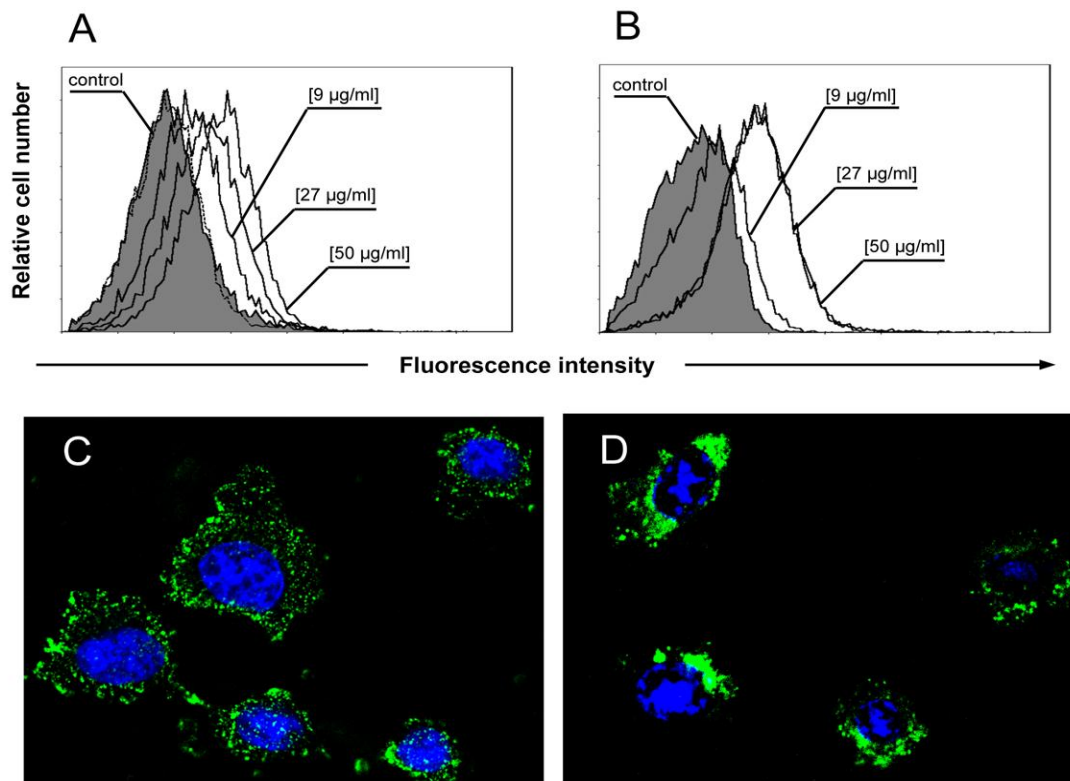 A
control
[9 µg/ml]
[27 µg/ml]
[50 µg/ml]
Relative cell number
B
control
[9 µg/ml]
[27 µg/ml]
[50 µg/ml]
Fluorescence intensity
C
D